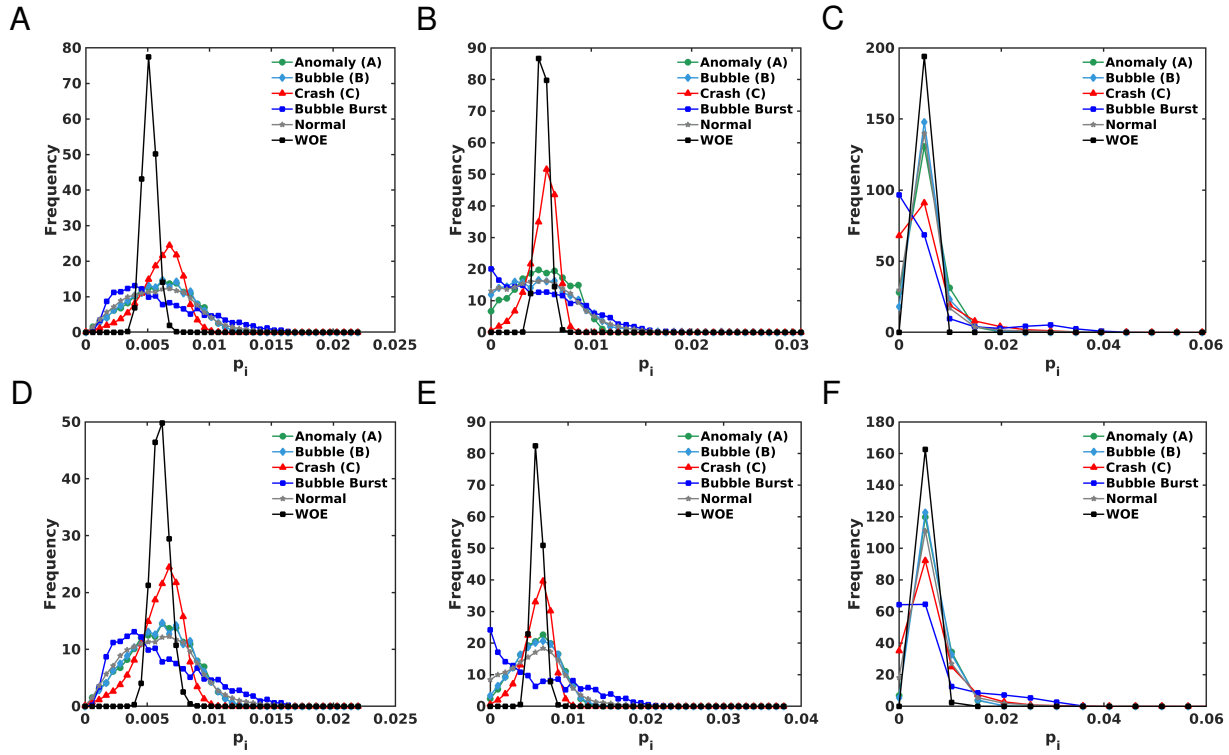 A
80
70
60
50
40
30
20
10
0
Frequency
0
0.005
0.01
0.015
0.02
0.025
p_i
Anomaly (A)
Bubble (B)
Crash (C)
Bubble Burst
Normal
WOE
B
90
80
70
60
50
40
30
20
10
0
Frequency
0
0.01
0.02
0.03
p_i
Anomaly (A)
Bubble (B)
Crash (C)
Bubble Burst
Normal
WOE
C
200
150
100
50
0
Frequency
0
0.02
0.04
0.06
p_i
Anomaly (A)
Bubble (B)
Crash (C)
Bubble Burst
Normal
WOE
D
50
40
30
20
10
0
Frequency
0
0.005
0.01
0.015
0.02
0.025
p_i
Anomaly (A)
Bubble (B)
Crash (C)
Bubble Burst
Normal
WOE
E
90
80
70
60
50
40
30
20
10
0
Frequency
0
0.01
0.02
0.03
0.04
p_i
Anomaly (A)
Bubble (B)
Crash (C)
Bubble Burst
Normal
WOE
F
180
160
140
120
100
80
60
40
20
0
Frequency
0
0.02
0.04
0.06
p_i
Anomaly (A)
Bubble (B)
Crash (C)
Bubble Burst
Normal
WOE